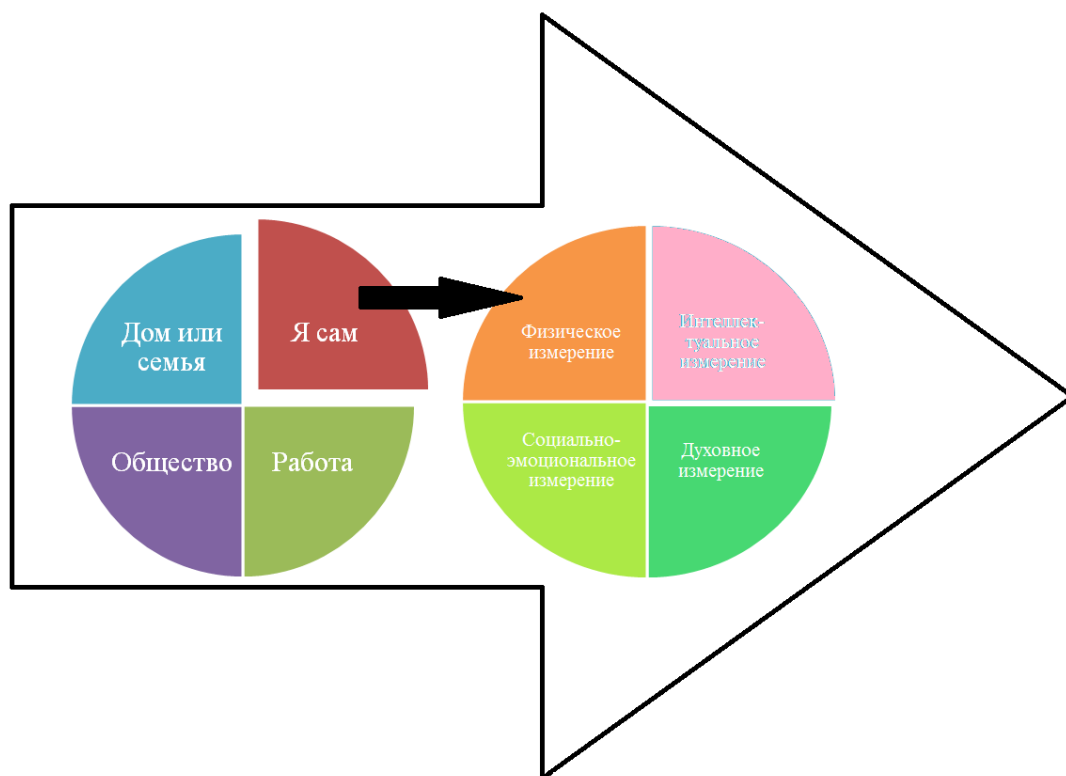 Дом или
семья
Я сам
Общество
Работа
Физическое
измерение
Интеллек-
туальное
измерение
Социально-
эмоциональное
измерение
Духовное
измерение